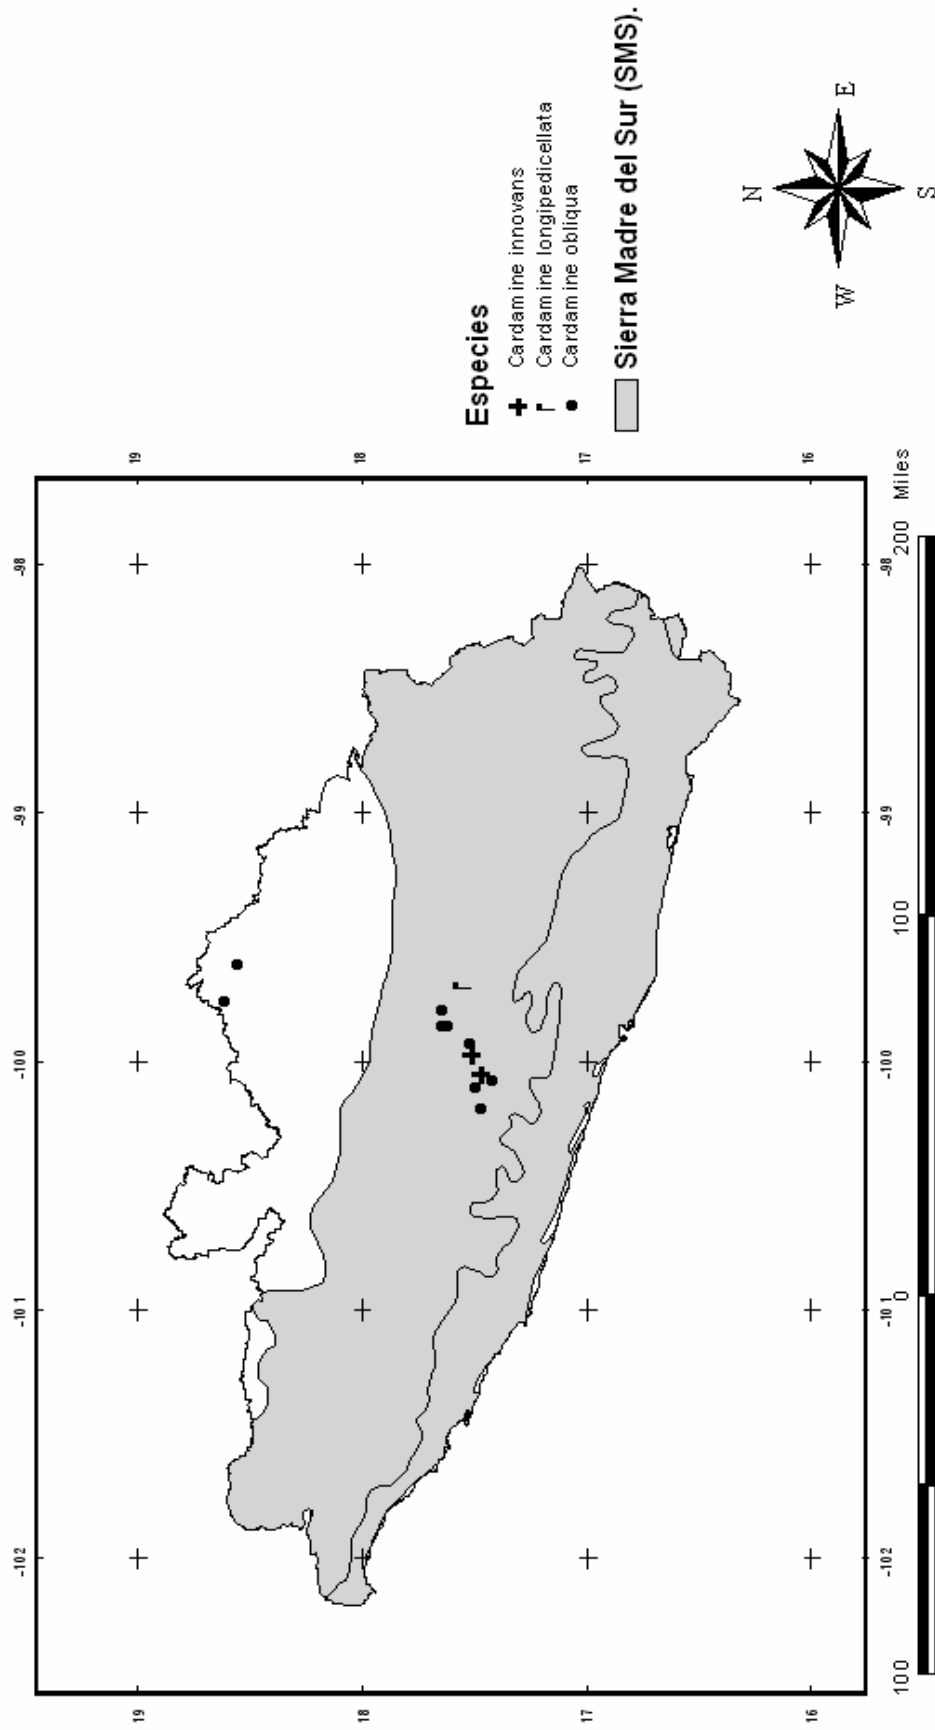 -102
-101
-100
-99
-98
19
19
18
18
17
17
16
16
-102
-101
-100
-99
-98
100
0
100
200 Miles
Especies
Cardamine innovans
Cardamine longipedicellata
Cardamine obliqua
Sierra Madre del Sur (SMS).
N
W
E
S